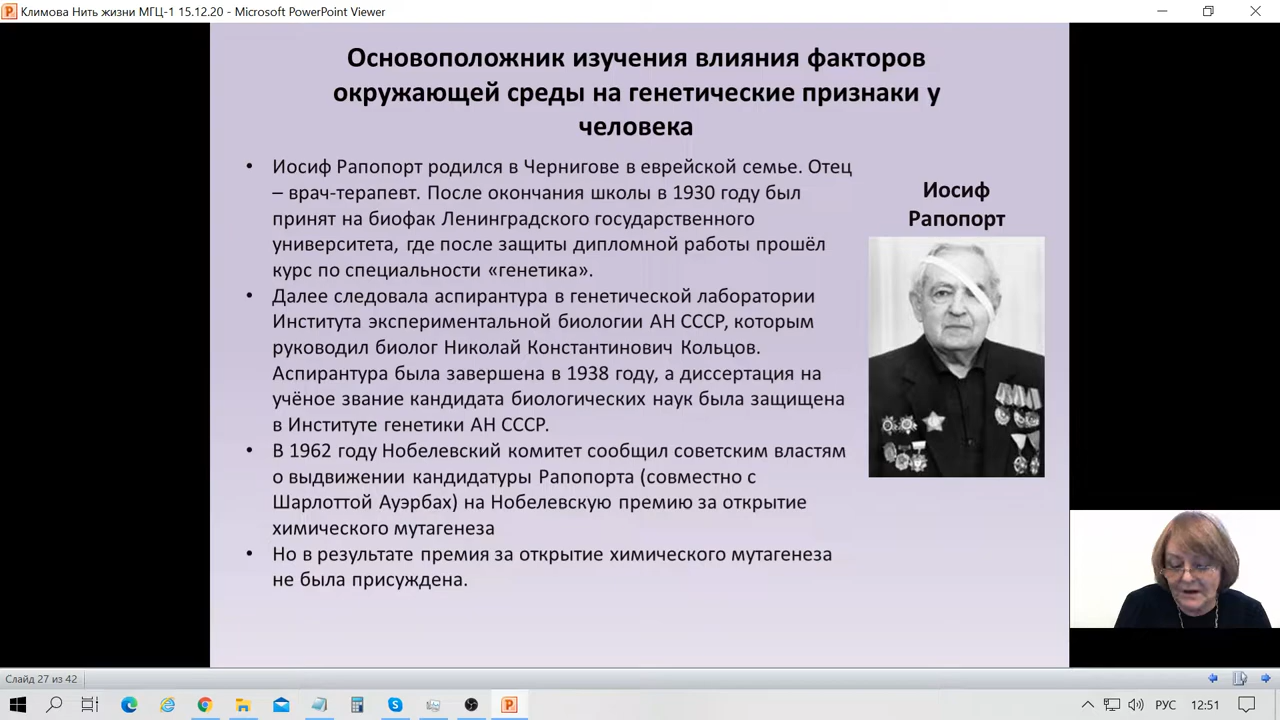 Климова Нить жизни МГЦ-1 15.12.20 - Microsoft PowerPoint Viewer
Основоположник изучения влияния факторов
окружающей среды на генетические признаки у
человека
• Иосиф Рапопорт родился в Чернигове в еврейской семье. Отец
– врач-терапевт. После окончания школы в 1930 году был
принят на биофак Ленинградского государственного
университета, где после защиты дипломной работы прошёл
курс по специальности «генетика».
• Далее следовала аспирантура в генетической лаборатории
Института экспериментальной биологии АН СССР, которым
руководил биолог Николай Константинович Кольцов.
Аспирантура была завершена в 1938 году, а диссертация на
учёное звание кандидата биологических наук была защищена
в Институте генетики АН СССР.
• В 1962 году Нобелевский комитет сообщил советским властям
о выдвижении кандидатуры Рапопорта (совместно с
Шарлоттой Ауэрбах) на Нобелевскую премию за открытие
химического мутагенеза
• Но в результате премия за открытие химического мутагенеза
не была присуждена.
Иосиф
Рапопорт
Слайд 27 из 42
РУС
12:51